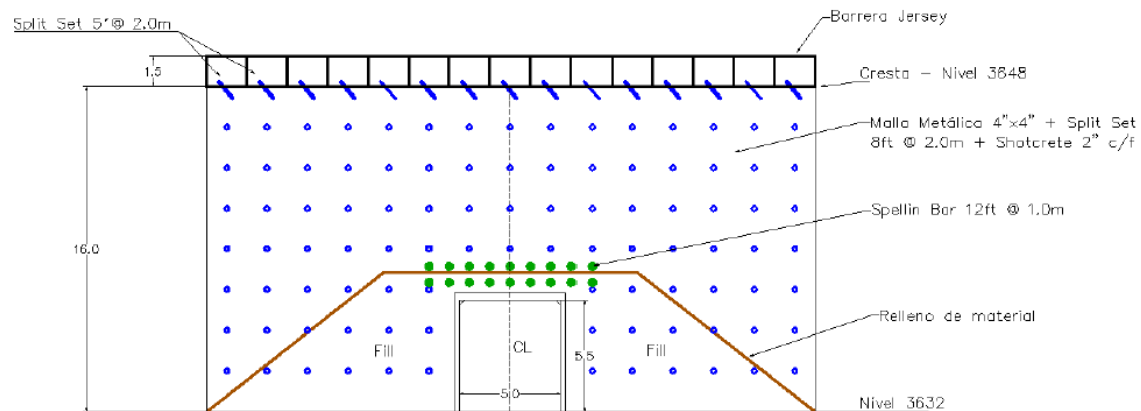 Split Set 5'@ 2.0m
Barrera Jersey
1.5
Cresta - Nivel 3648
Malla Metálica 4"x4" + Split Set
8ft @ 2.0m + Shotcrete 2" c/f
Spellin Bar 12ft @ 1.0m
16.0
Relleno de material
Fill
CL
Fill
5.5
5.0
Nivel 3632